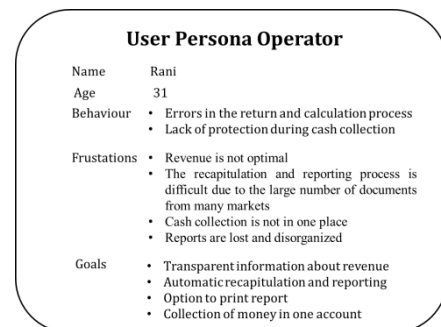 User Persona Operator
Name Rani
Age 31
Behaviour • Errors in the return and calculation process
• Lack of protection during cash collection
Frustations • Revenue is not optimal
• The recapitulation and reporting process is
difficult due to the large number of documents
from many markets
• Cash collection is not in one place
• Reports are lost and disorganized
Goals • Transparent information about revenue
• Automatic recapitulation and reporting
• Option to print report
• Collection of money in one account